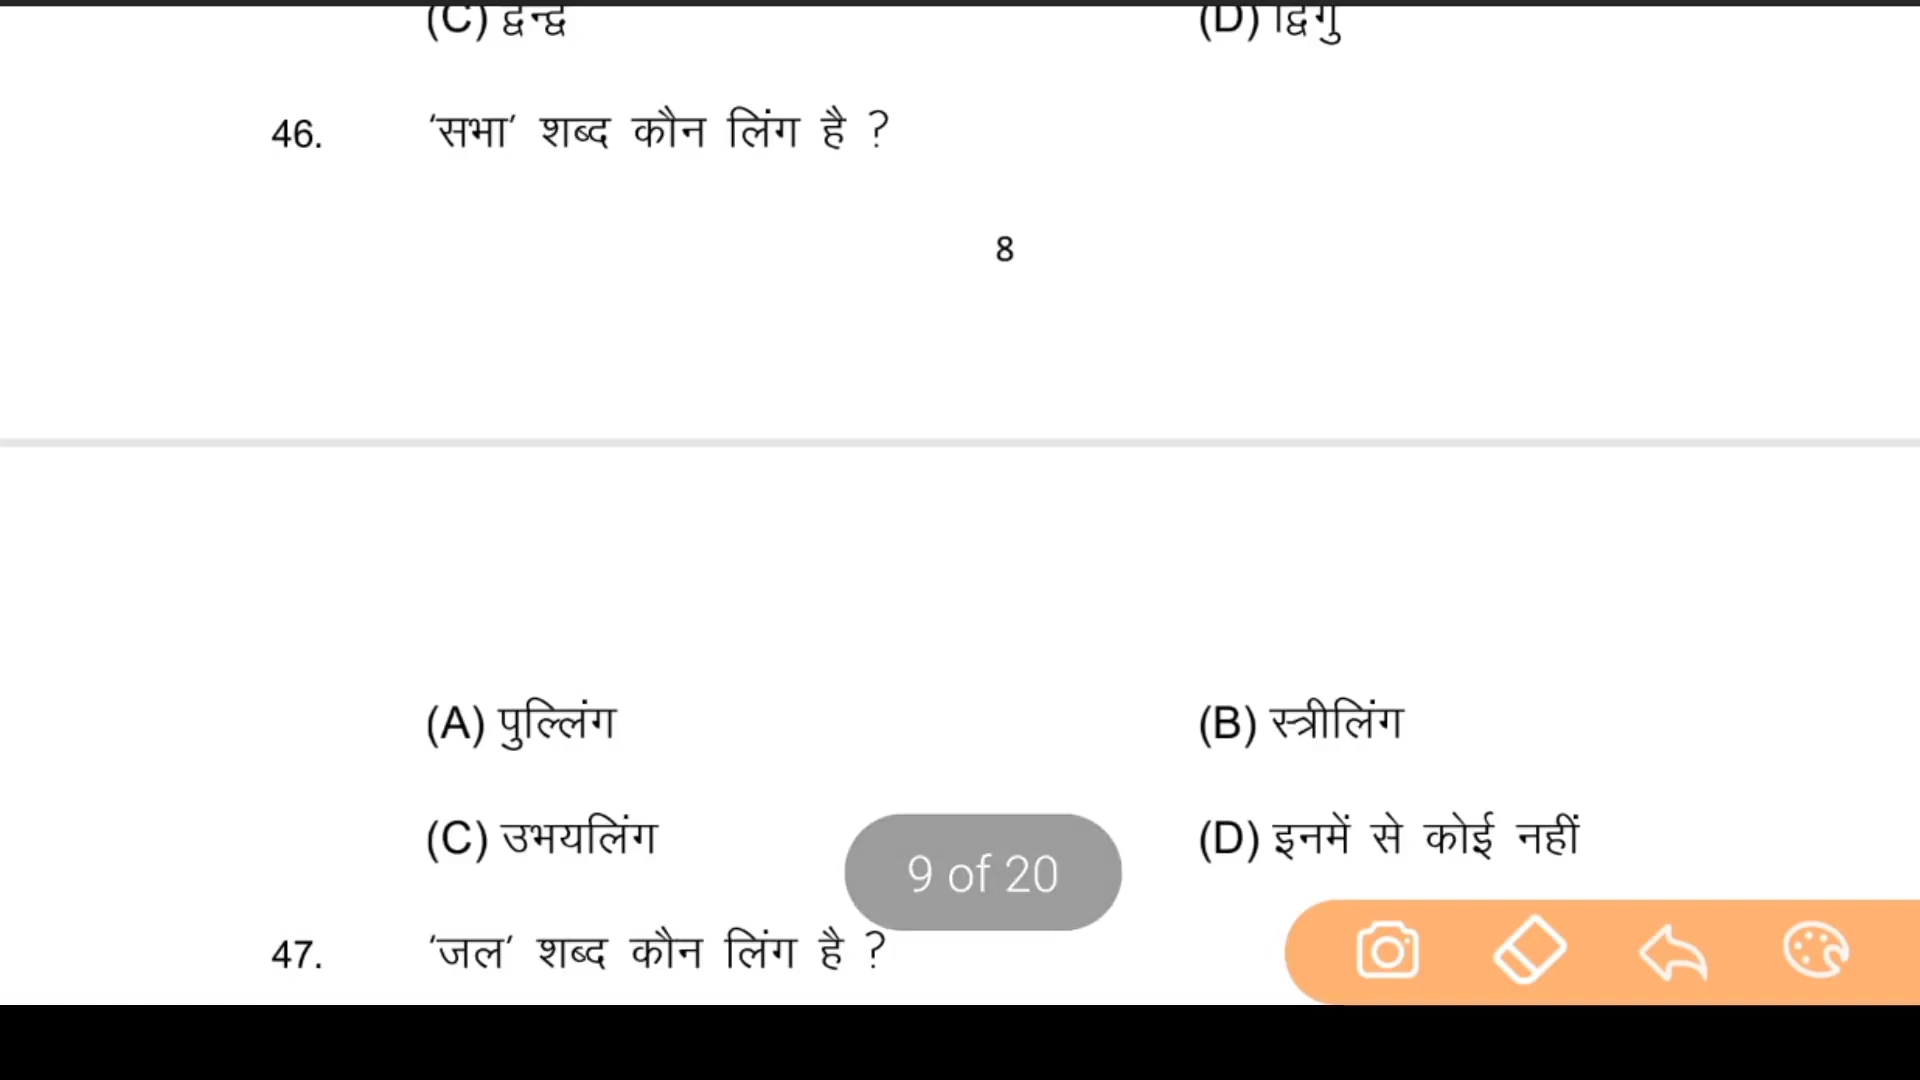 (C) द्वन्द्व (D) द्विगु
46. ‘सभा’ शब्द कौन लिंग है ?
8
(A) पुल्लिंग (B) स्त्रीलिंग
(C) उभयलिंग (D) इनमें से कोई नहीं
9 of 20
47. ‘जल’ शब्द कौन लिंग है ?